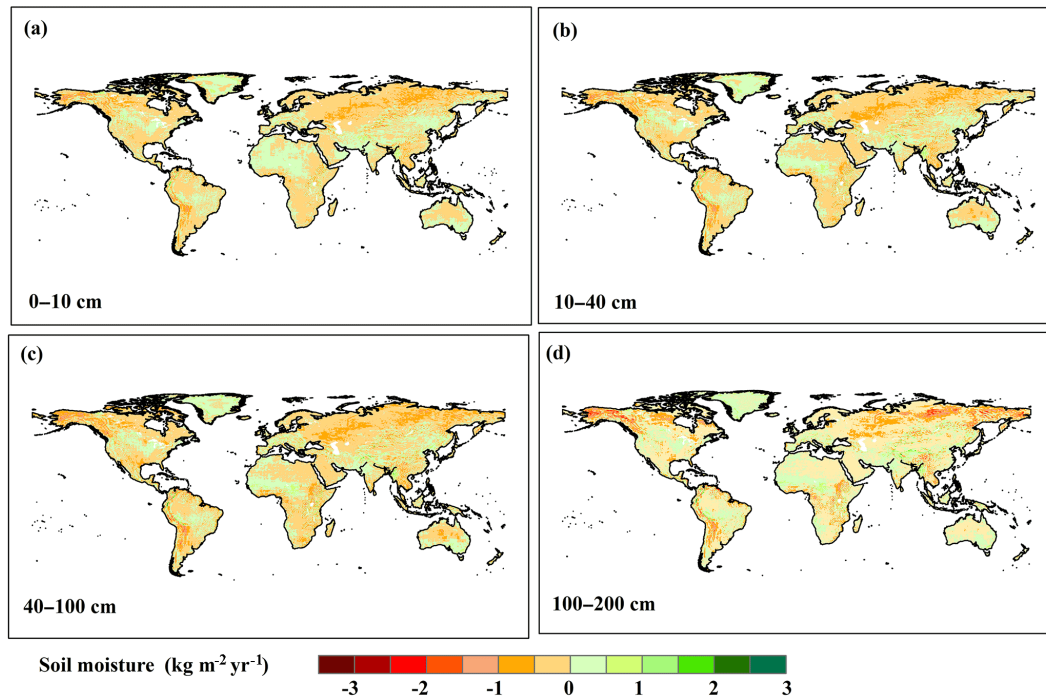 (a)
(b)
0–10 cm
10–40 cm
(c)
(d)
40–100 cm
100–200 cm
Soil moisture (kg m⁻² yr⁻¹)
-3 -2 -1 0 1 2 3